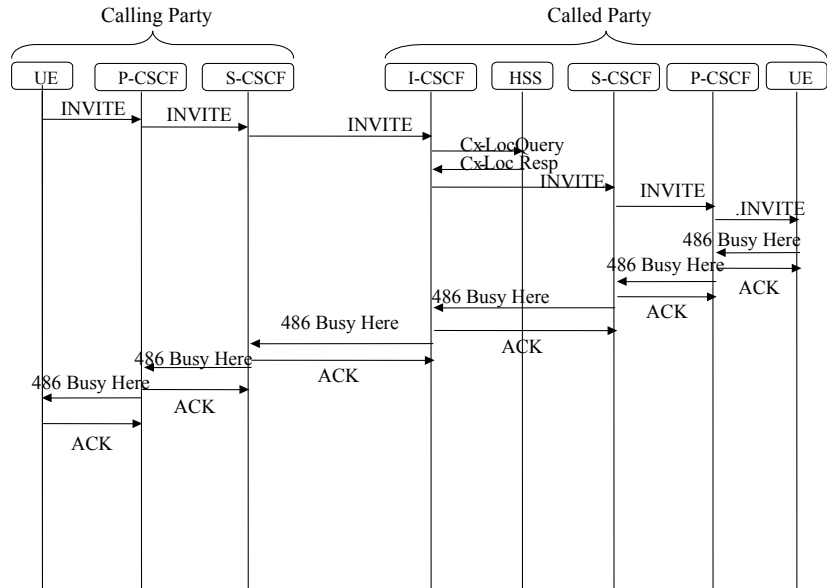 Calling Party
Called Party
UE
P-CSCF
S-CSCF
I-CSCF
HSS
S-CSCF
P-CSCF
UE
INVITE
INVITE
INVITE
Cx-LocQuery
Cx-Loc Resp
INVITE
INVITE
.INVITE
486 Busy Here
486 Busy Here
ACK
486 Busy Here
ACK
486 Busy Here
ACK
486 Busy Here
ACK
486 Busy Here
ACK
ACK